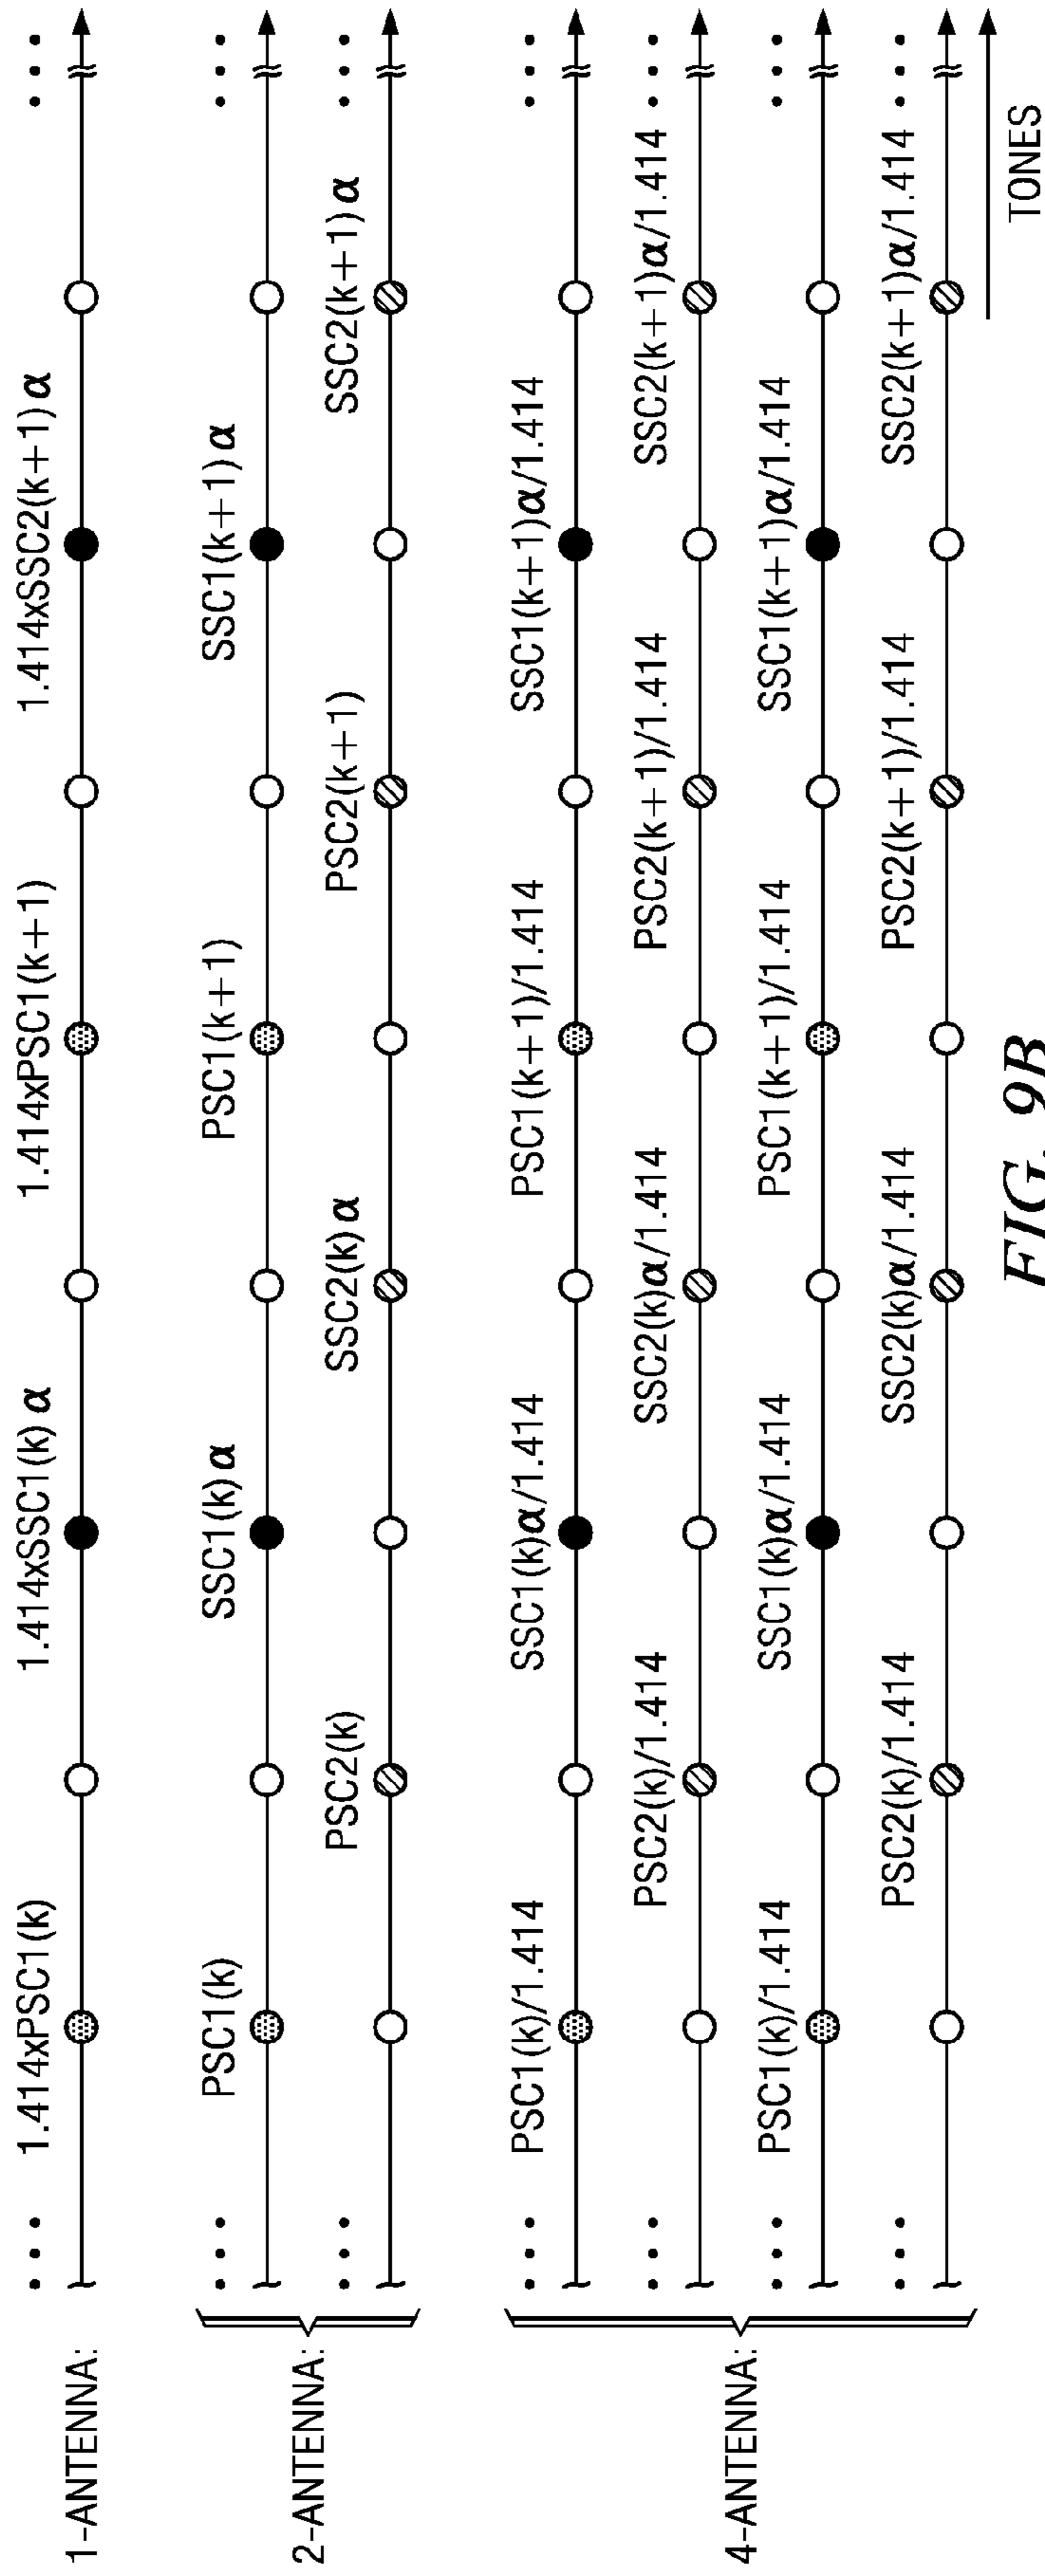 1-ANTENNA:
... 1.414xPSC1(k) 1.414xSSC1(k)α 1.414xPSC1(k+1) 1.414xSSC2(k+1)α ...
2-ANTENNA:
... PSC1(k) SSC1(k)α PSC1(k+1) SSC1(k+1)α ...
... PSC2(k) SSC2(k)α PSC2(k+1) SSC2(k+1)α ...
4-ANTENNA:
... PSC1(k)/1.414 SSC1(k)α/1.414 PSC1(k+1)/1.414 SSC1(k+1)α/1.414 ...
... PSC2(k)/1.414 SSC2(k)α/1.414 PSC2(k+1)/1.414 SSC2(k+1)α/1.414 ...
... PSC1(k)/1.414 SSC1(k)α/1.414 PSC1(k+1)/1.414 SSC1(k+1)α/1.414 ...
... PSC2(k)/1.414 SSC2(k)α/1.414 PSC2(k+1)/1.414 SSC2(k+1)α/1.414 ...
TONES
FIG. 9B